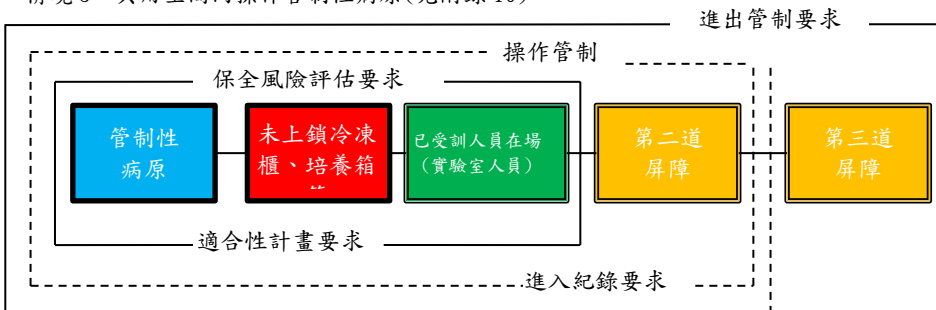 進出管制要求
操作管制
保全風險評估要求
管制性
病原
未上鎖冷凍
櫃、培養箱
已受訓人員在場
(實驗室人員)
第二道
屏障
第三道
屏障
適合性計畫要求
進入紀錄要求